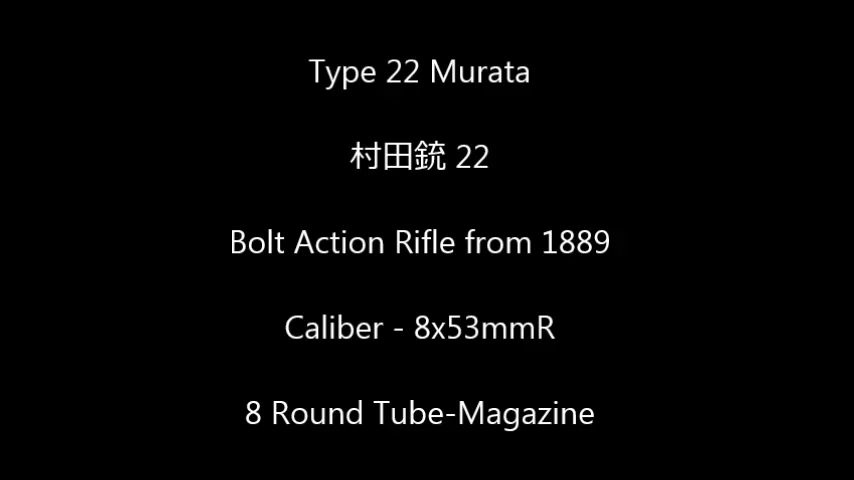 Type 22 Murata
村田銃 22
Bolt Action Rifle from 1889
Caliber - 8x53mmR
8 Round Tube-Magazine